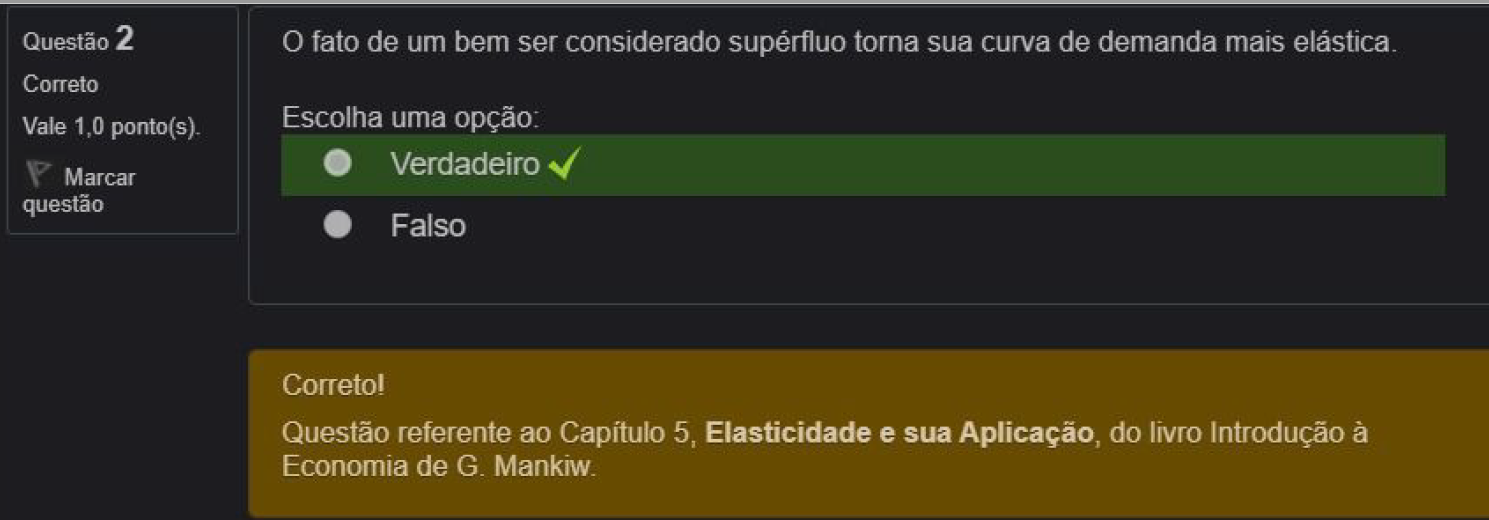 Questão 2
Correto
Vale 1,0 ponto(s).
Marcar
questão
O fato de um bem ser considerado supérfluo torna sua curva de demanda mais elástica.
Escolha uma opção:
Verdadeiro
Falso
Correto!
Questão referente ao Capítulo 5, Elasticidade e sua Aplicação, do livro Introdução à
Economia de G. Mankiw.